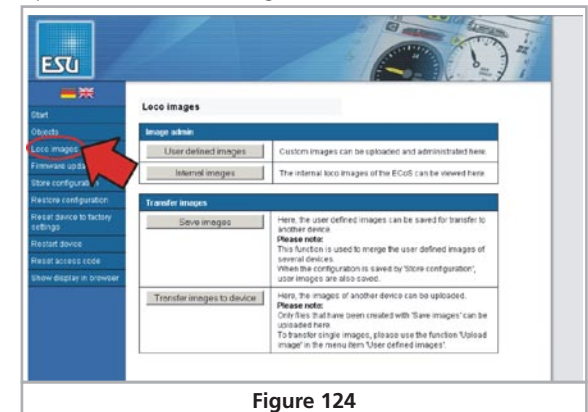 ESU
Start
Objects
Loco images
Firmware upda
Store configuration
Restore configuration
Reset device to factory
settings
Restart device
Reset access code
Show display in browser
Loco images
Image admin
User defined images
Custom images can be uploaded and administrated here.
Internal images
The internal loco images of the ECoS can be viewed here.
Transfer images
Save images
Here, the user defined images can be saved for transfer to
another device.
Please note:
This function is used to merge the user defined images of
several devices.
When the configuration is saved by 'Store configuration',
user images are also saved.
Transfer images to device
Here, the images of another device can be uploaded.
Please note:
Only files that have been created with 'Save images' can be
uploaded here.
To transfer single images, please use the function 'Upload
image' in the menu item 'User defined images'.
Figure 124